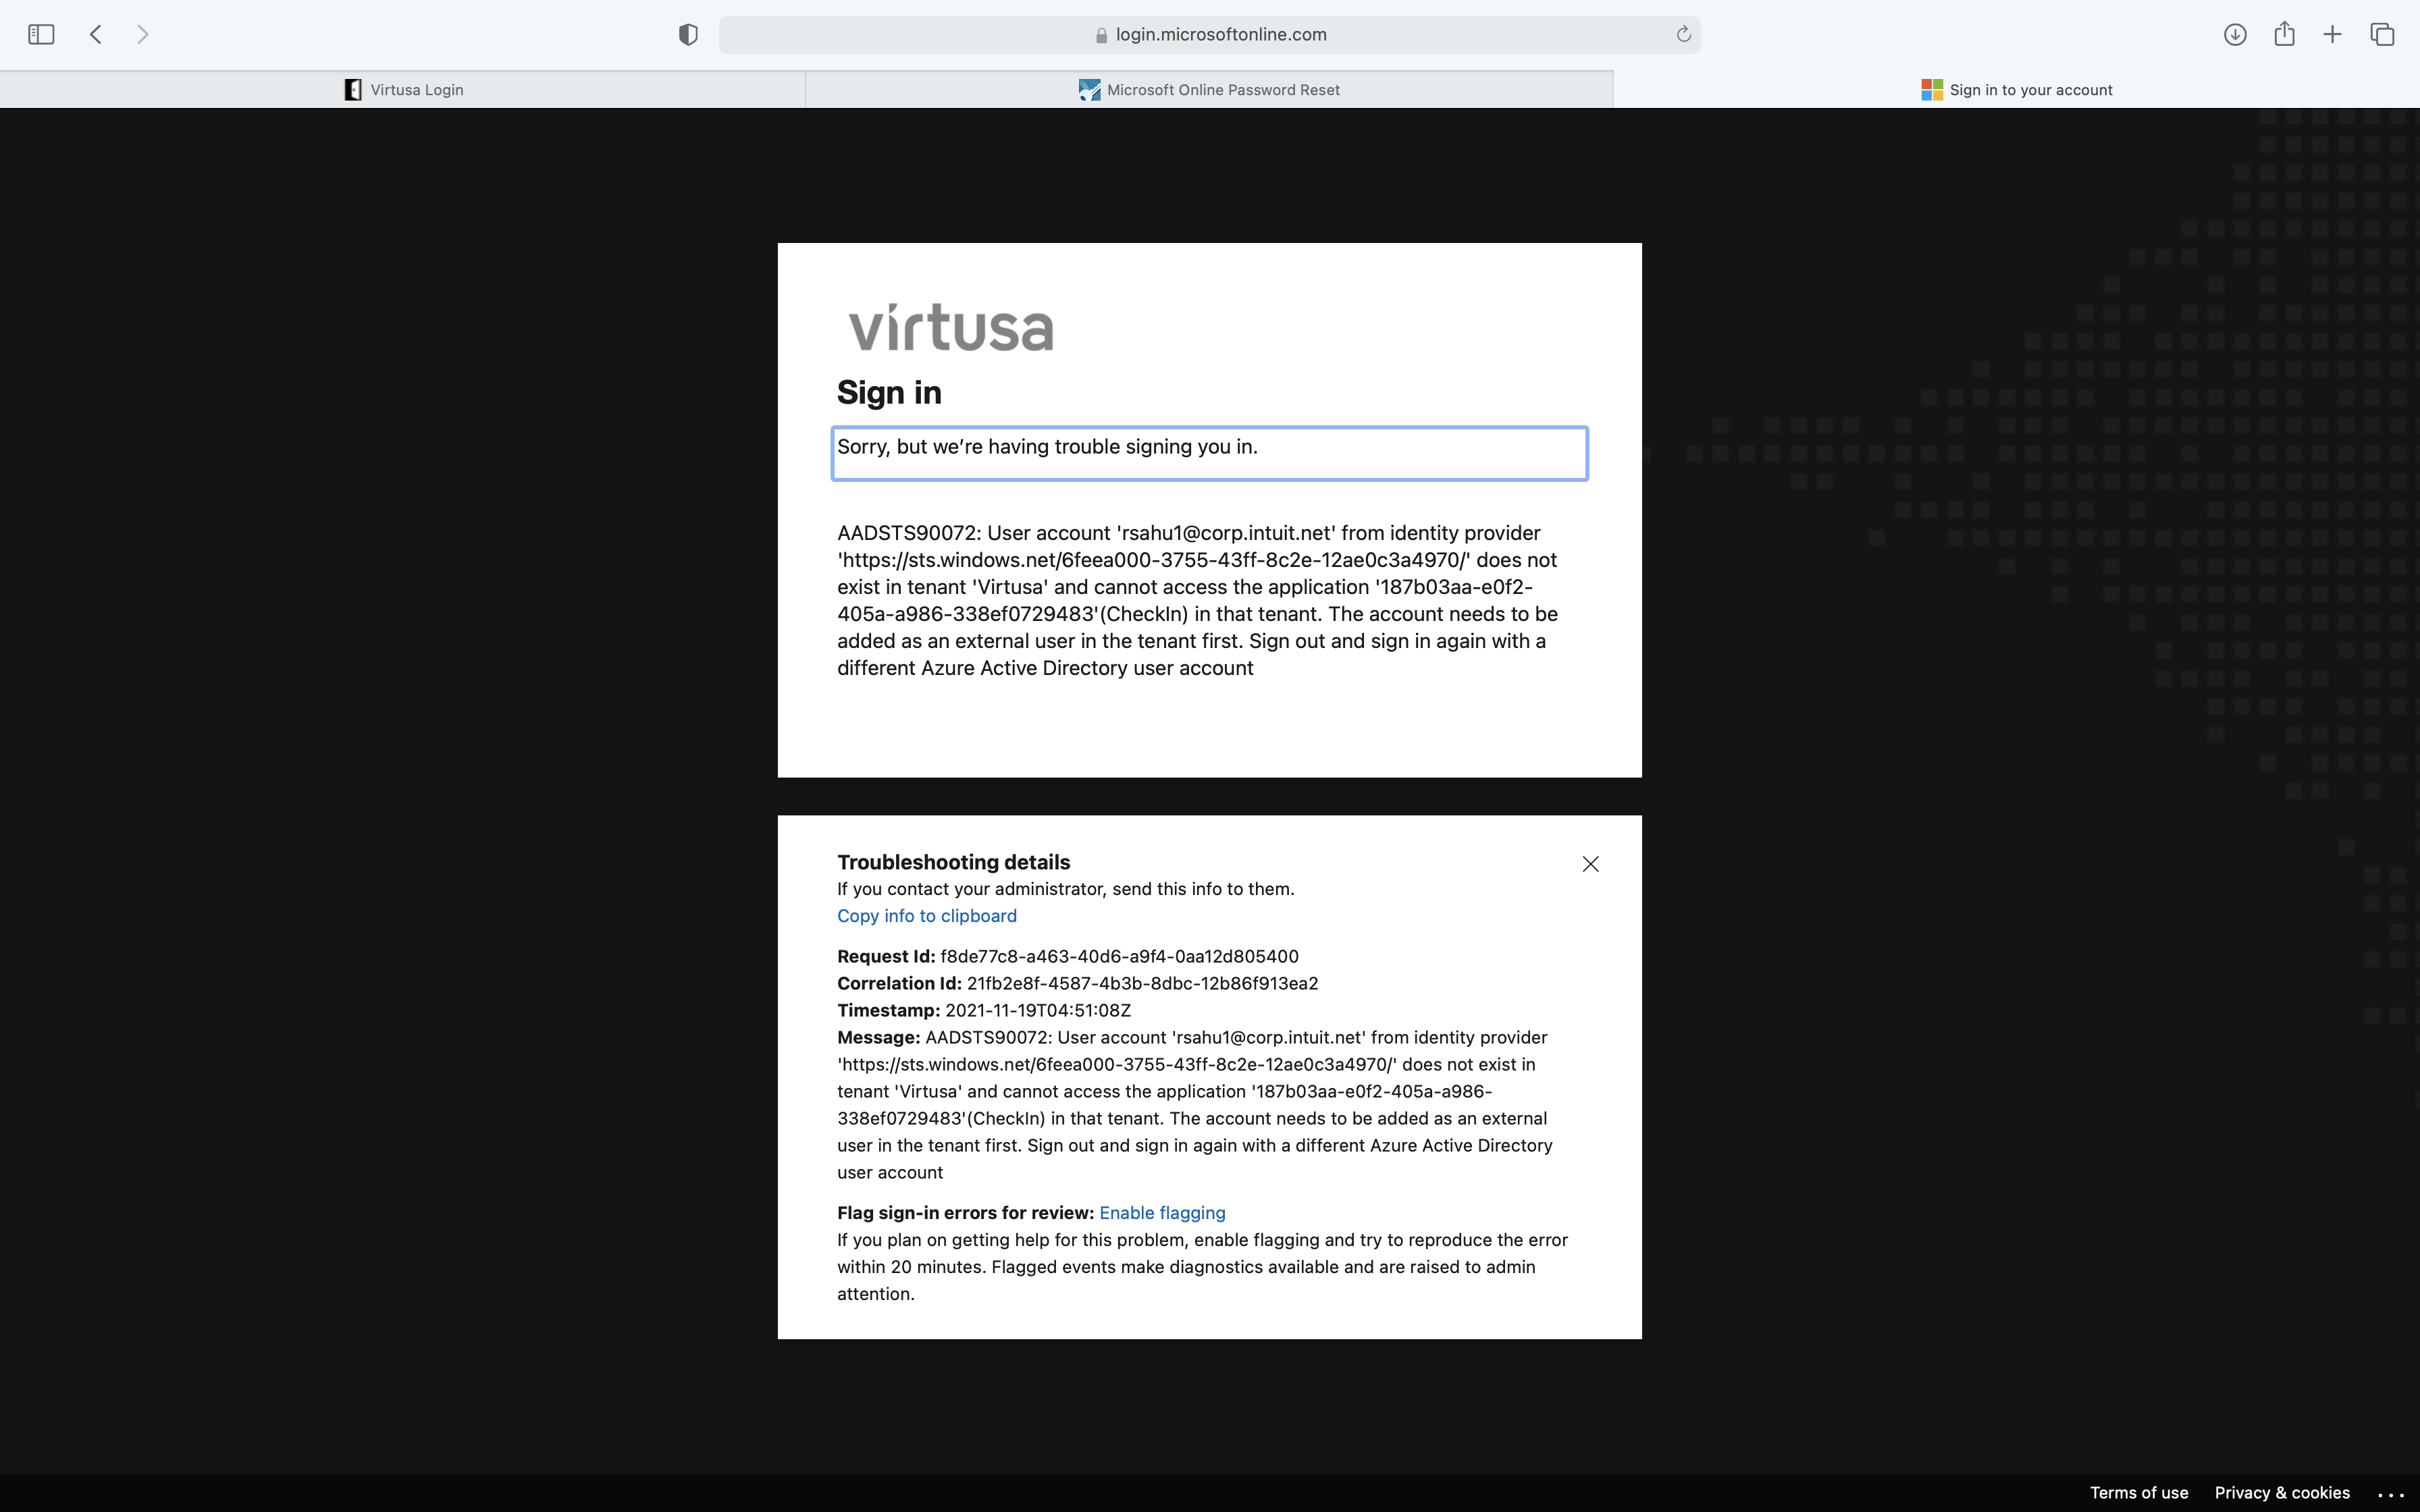 login.microsoftonline.com
Virtusa Login
Microsoft Online Password Reset
Sign in to your account
virtusa
Sign in
Sorry, but we're having trouble signing you in.
AADSTS90072: User account 'rsahu1@corp.intuit.net' from identity provider
'https://sts.windows.net/6feea000-3755-43ff-8c2e-12ae0c3a4970/' does not
exist in tenant 'Virtusa' and cannot access the application '187b03aa-e0f2-
405a-a986-338ef0729483'(CheckIn) in that tenant. The account needs to be
added as an external user in the tenant first. Sign out and sign in again with a
different Azure Active Directory user account
Troubleshooting details
If you contact your administrator, send this info to them.
Copy info to clipboard
Request Id: f8de77c8-a463-40d6-a9f4-0aa12d805400
Correlation Id: 21fb2e8f-4587-4b3b-8dbc-12b86f913ea2
Timestamp: 2021-11-19T04:51:08Z
Message: AADSTS90072: User account 'rsahu1@corp.intuit.net' from identity provider
'https://sts.windows.net/6feea000-3755-43ff-8c2e-12ae0c3a4970/' does not exist in
tenant 'Virtusa' and cannot access the application '187b03aa-e0f2-405a-a986-
338ef0729483'(CheckIn) in that tenant. The account needs to be added as an external
user in the tenant first. Sign out and sign in again with a different Azure Active Directory
user account
Flag sign-in errors for review: Enable flagging
If you plan on getting help for this problem, enable flagging and try to reproduce the error
within 20 minutes. Flagged events make diagnostics available and are raised to admin
attention.
Terms of use Privacy & cookies ...